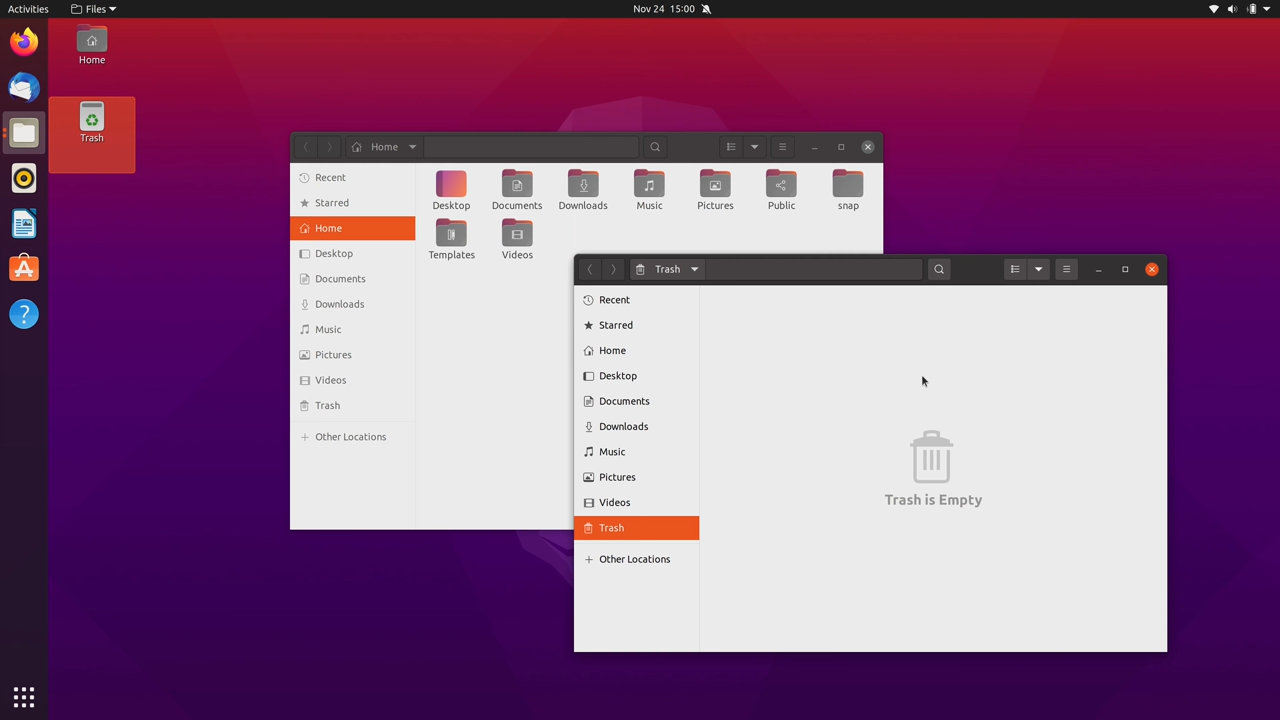 Activities
Files
Nov 24 15:00
Home
Trash
Home
Recent
Starred
Home
Desktop
Documents
Downloads
Music
Pictures
Videos
Trash
Other Locations
Desktop
Documents
Downloads
Music
Pictures
Public
snap
Templates
Videos
Trash
Recent
Starred
Home
Desktop
Documents
Downloads
Music
Pictures
Videos
Trash
Other Locations
Trash is Empty